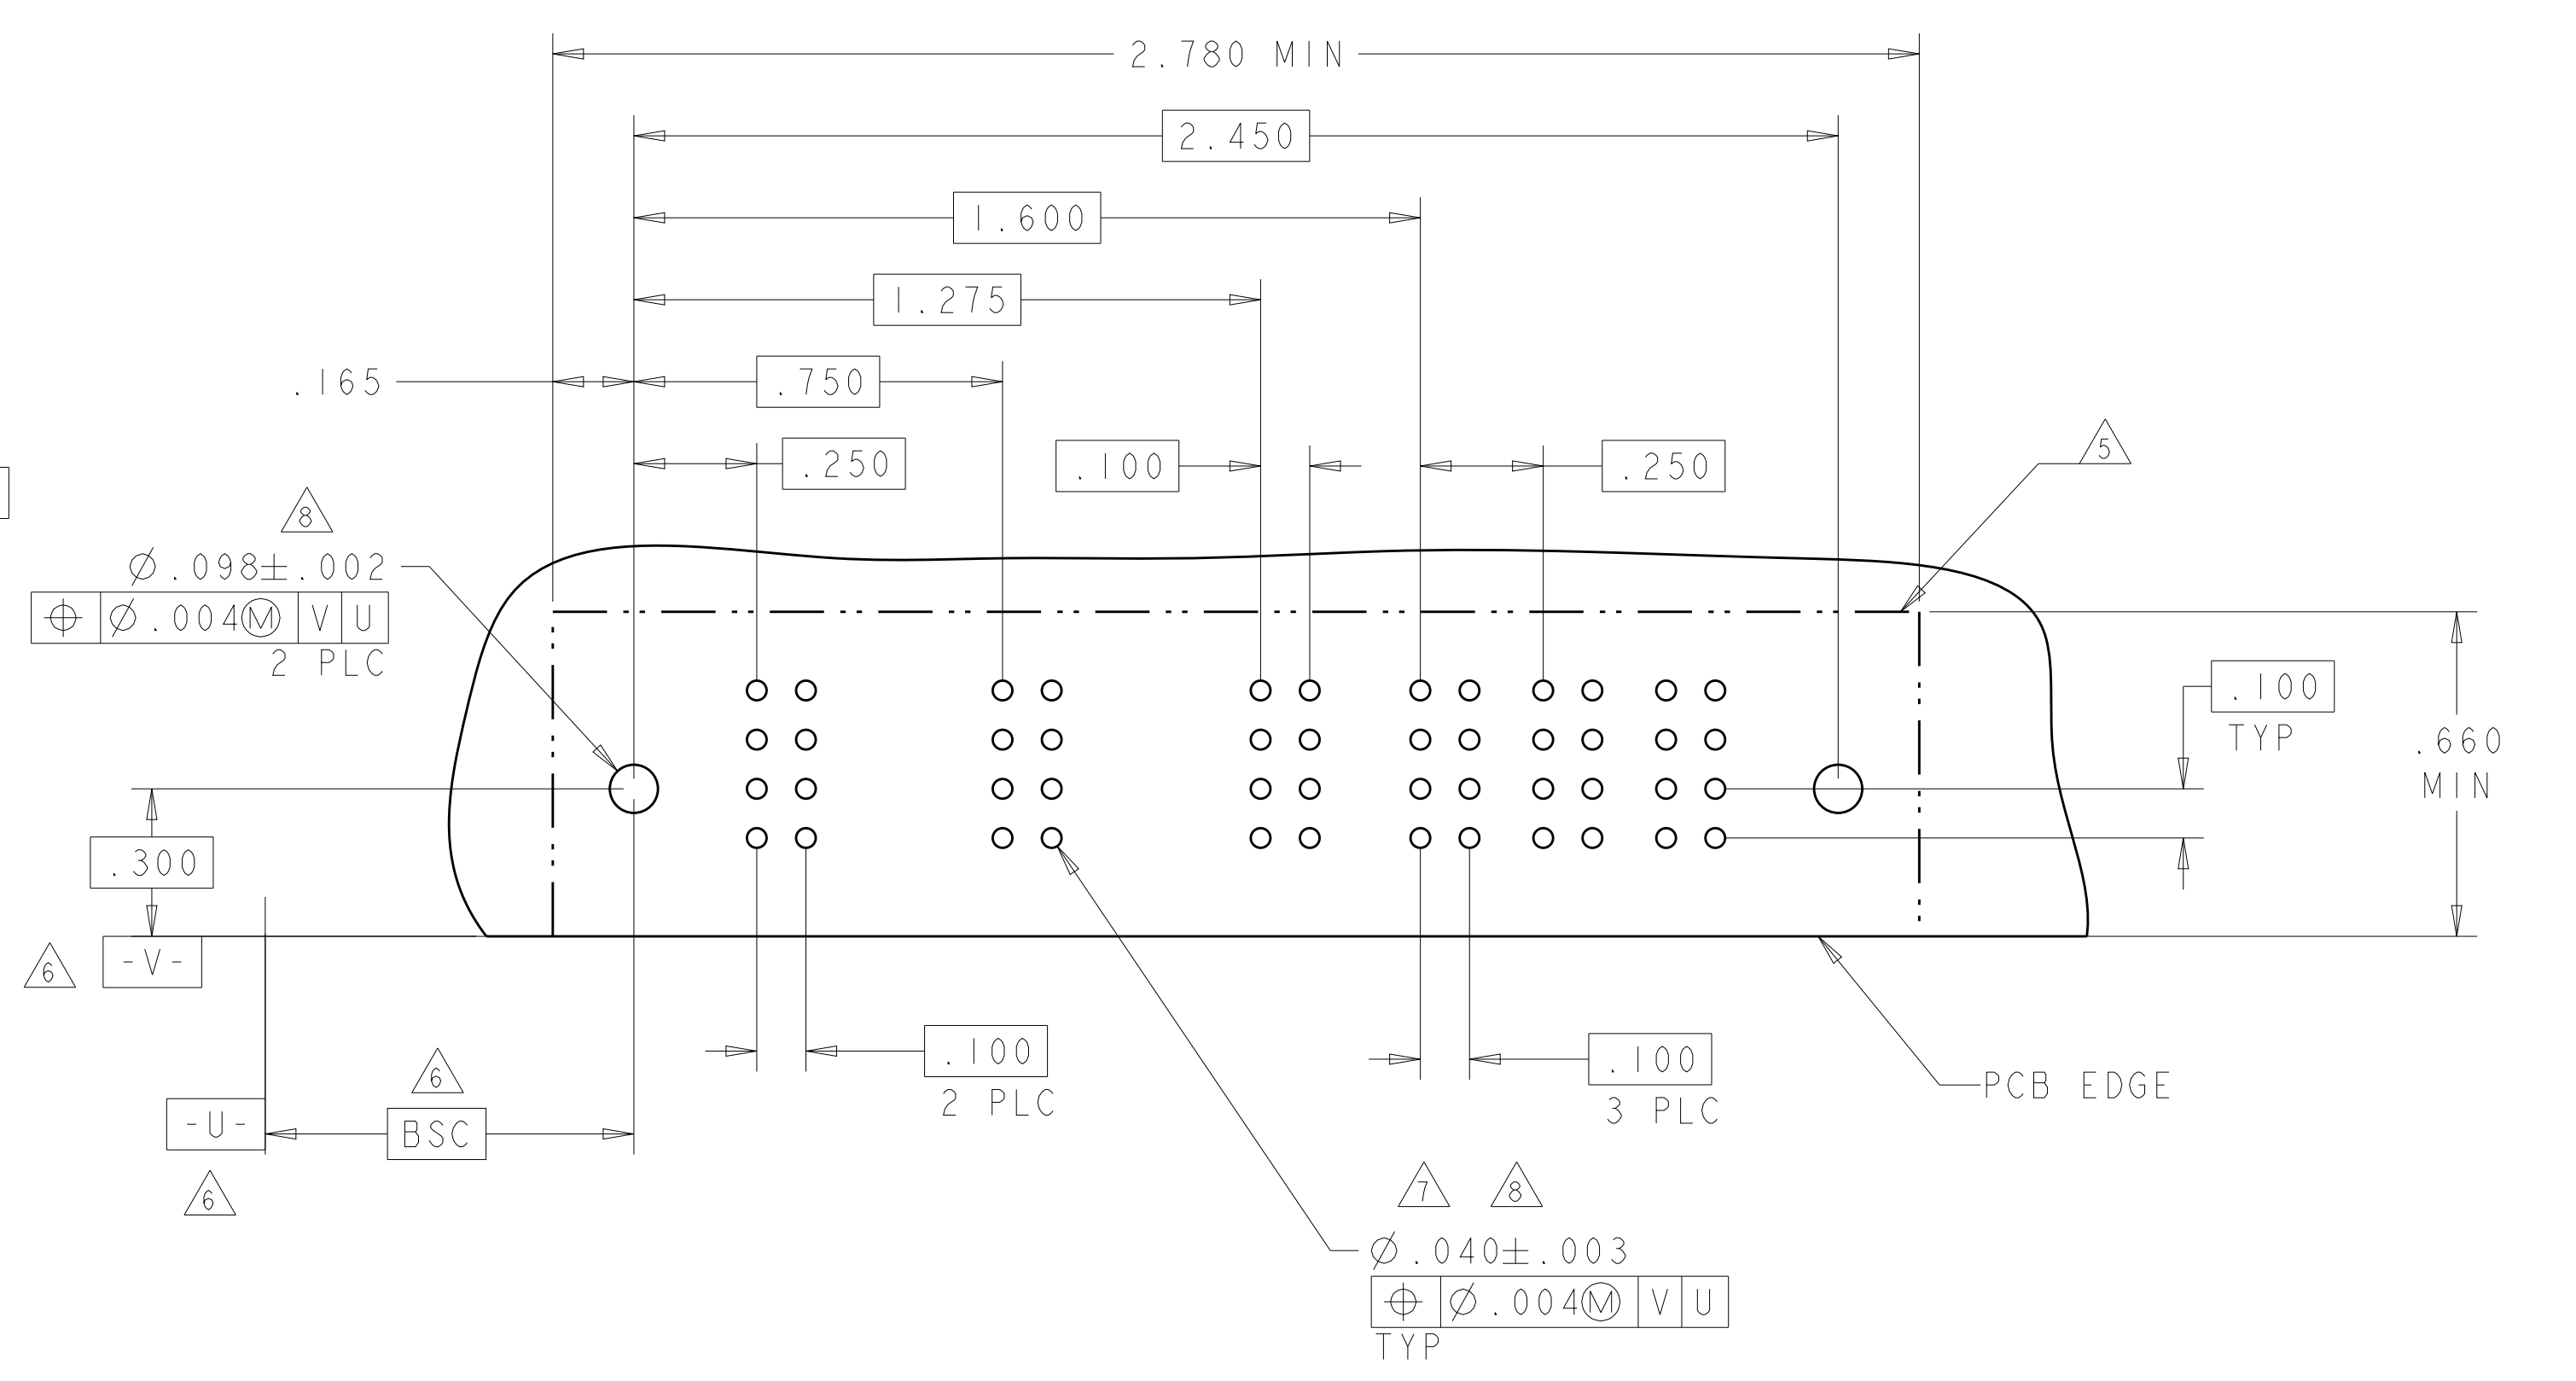 2.780 MIN
2.450
1.600
1.275
.165
.750
.250
.100
.250
5
8
Ø.098±.002
⌖ Ø.004Ⓜ V U
2 PLC
.100
TYP
.660
MIN
.300
6
-V-
6
-U-
BSC
6
.100
2 PLC
.100
3 PLC
PCB EDGE
7 8
Ø.040±.003
⌖ Ø.004Ⓜ V U
TYP